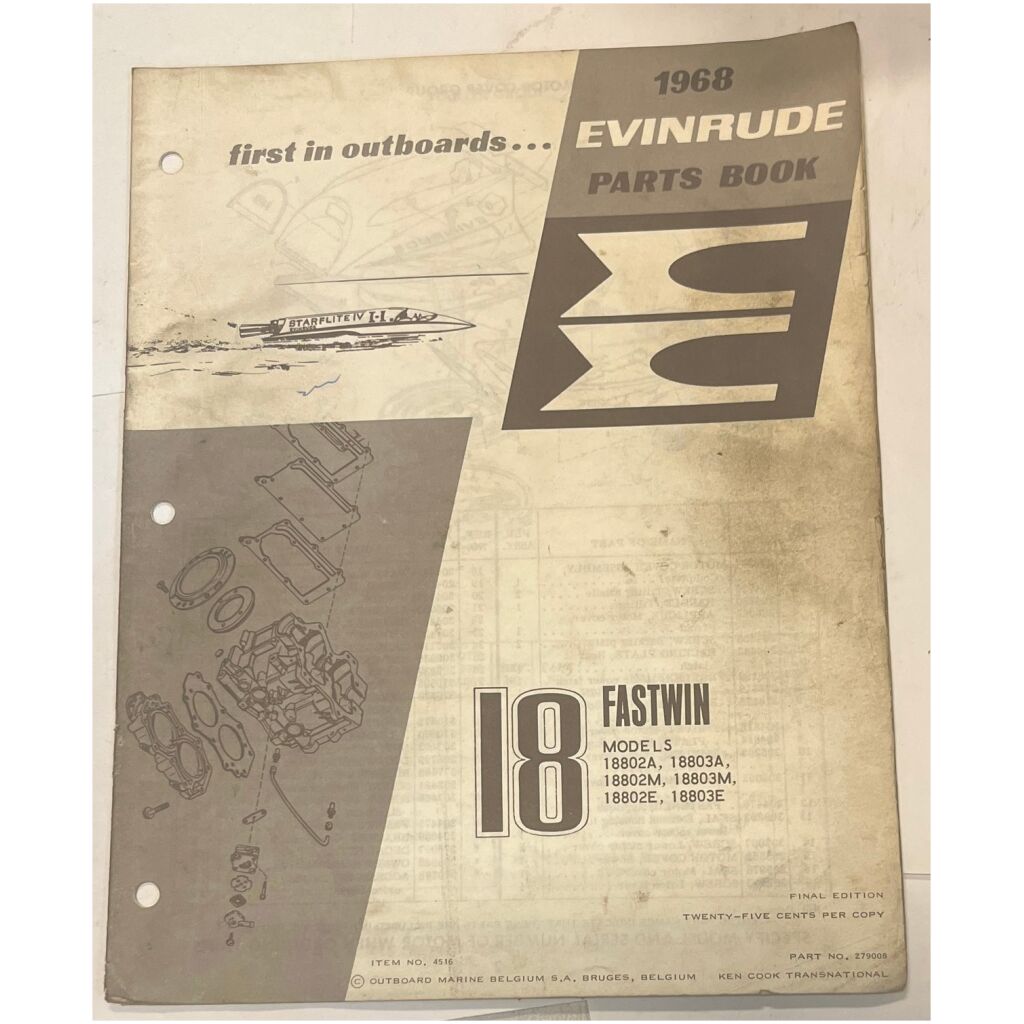 1968
EVINRUDE
PARTS BOOK
first in outboards...
STARFLITE IV
18
FASTWIN
MODELS
18802A, 18803A,
18802M, 18803M,
18802E, 18803E
FINAL EDITION
TWENTY-FIVE CENTS PER COPY
ITEM NO. 4516
PART NO. 279008
© OUTBOARD MARINE BELGIUM S.A. BRUGES, BELGIUM KEN COOK TRANSNATIONAL